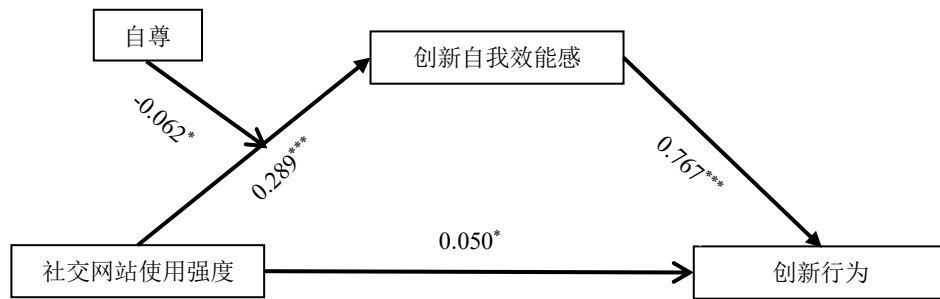 自尊
创新自我效能感
-0.062*
0.289***
0.767***
0.050*
社交网站使用强度
创新行为